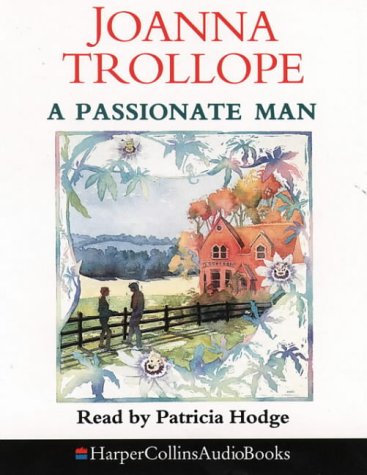 JOANNA
TROLLOPE
A PASSIONATE MAN
Read by Patricia Hodge
HarperCollinsAudioBooks